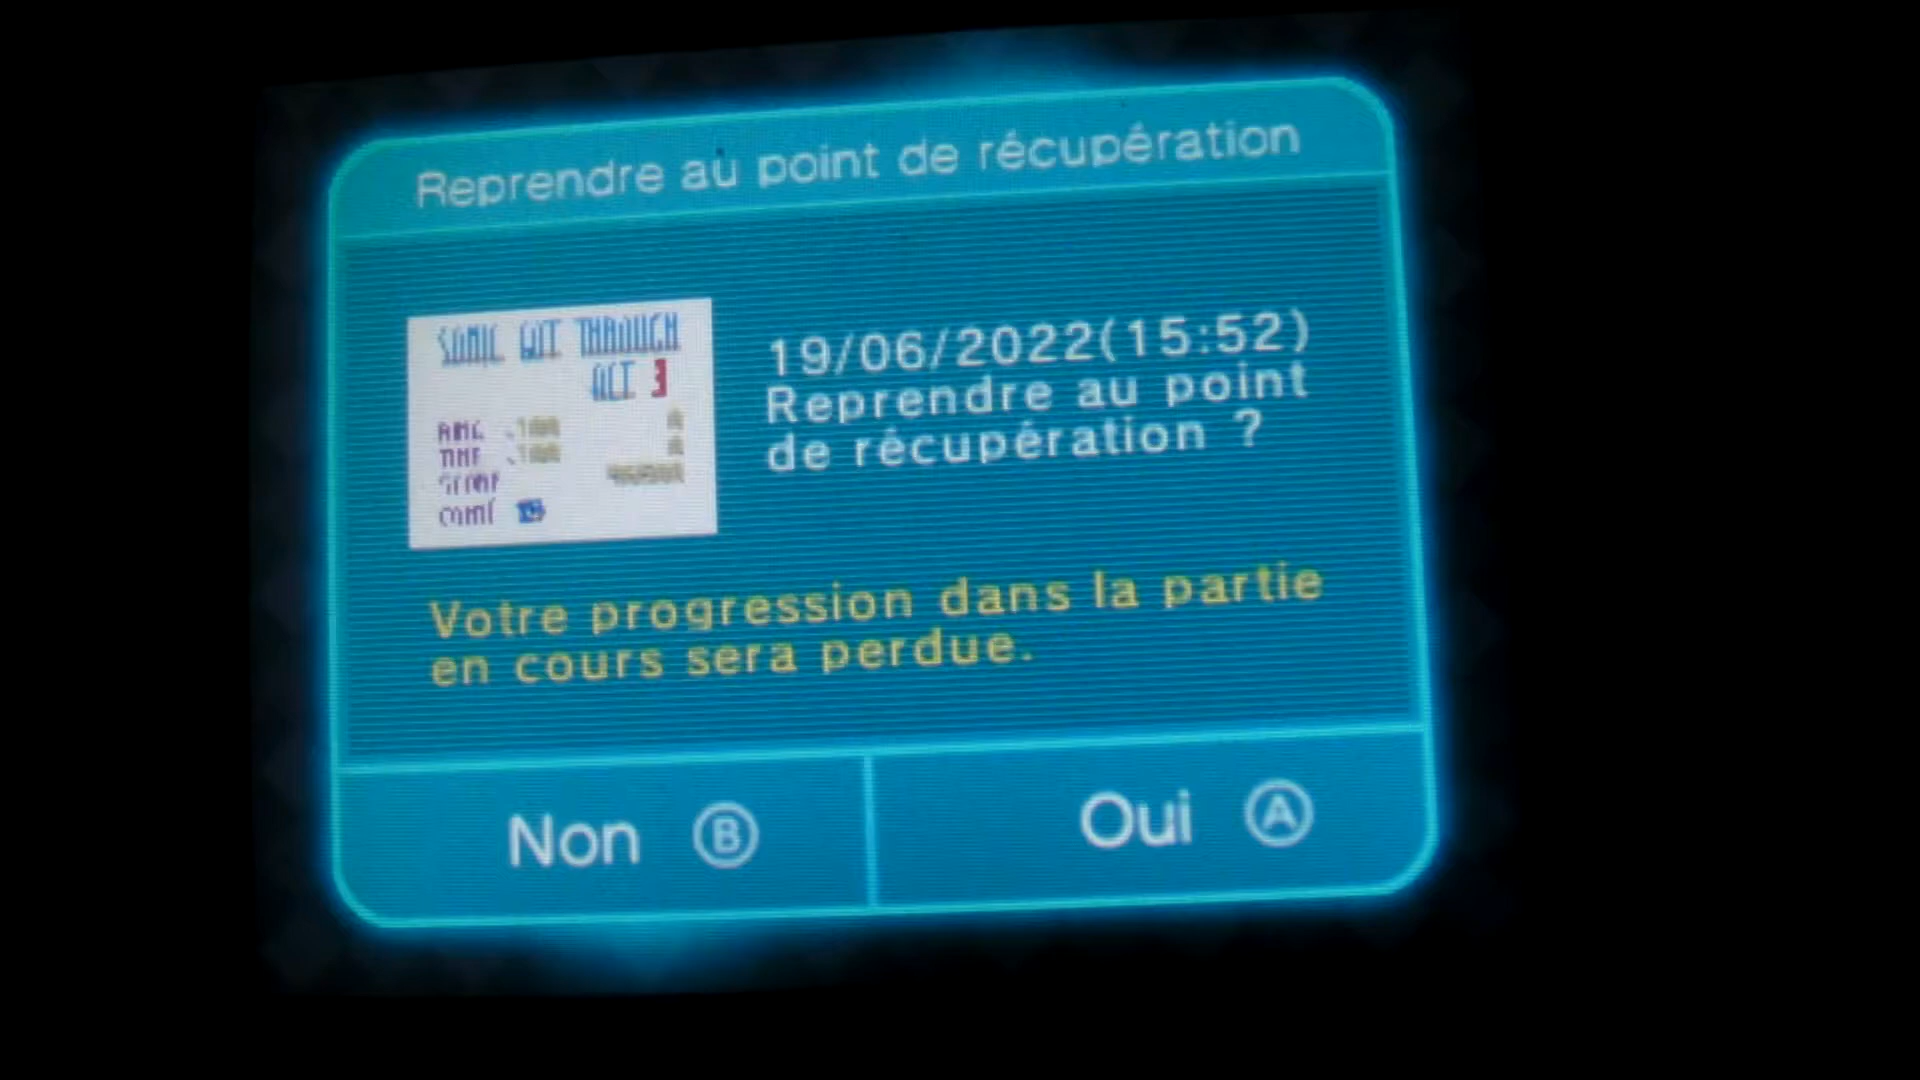 Reprendre au point de récupération
SONIC GOT THROUGH
ACT 3
19/06/2022(15:52)
Reprendre au point
de récupération ?
Votre progression dans la partie
en cours sera perdue.
Non B
Oui A